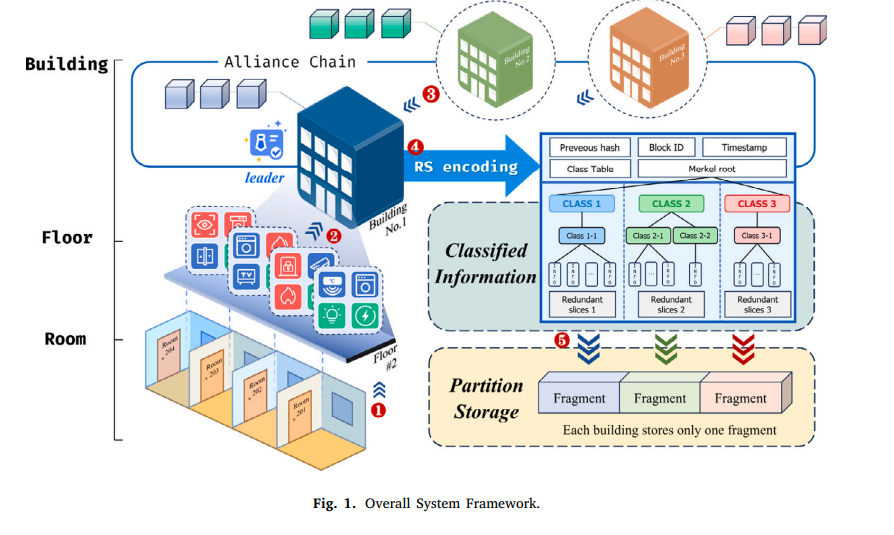 Building
Alliance Chain
Building
No.2
Building
No.3
3
4
RS encoding
leader
Building
No.1
Preveous hash
Block ID
Timestamp
Class Table
Merkel root
CLASS 1
CLASS 2
CLASS 3
Class 1-1
Class 2-1
Class 2-2
Class 3-1
INFO
INFO
...
INFO
INFO
...
INFO
INFO
INFO
...
INFO
Redundant
slices 1
Redundant
slices 2
Redundant
slices 3
Floor
2
TV
°C
Classified
Information
Room
Floor
#2
Room
204
Room
203
Room
202
Room
201
1
5
Partition
Storage
Fragment
Fragment
Fragment
Each building stores only one fragment
Fig. 1. Overall System Framework.